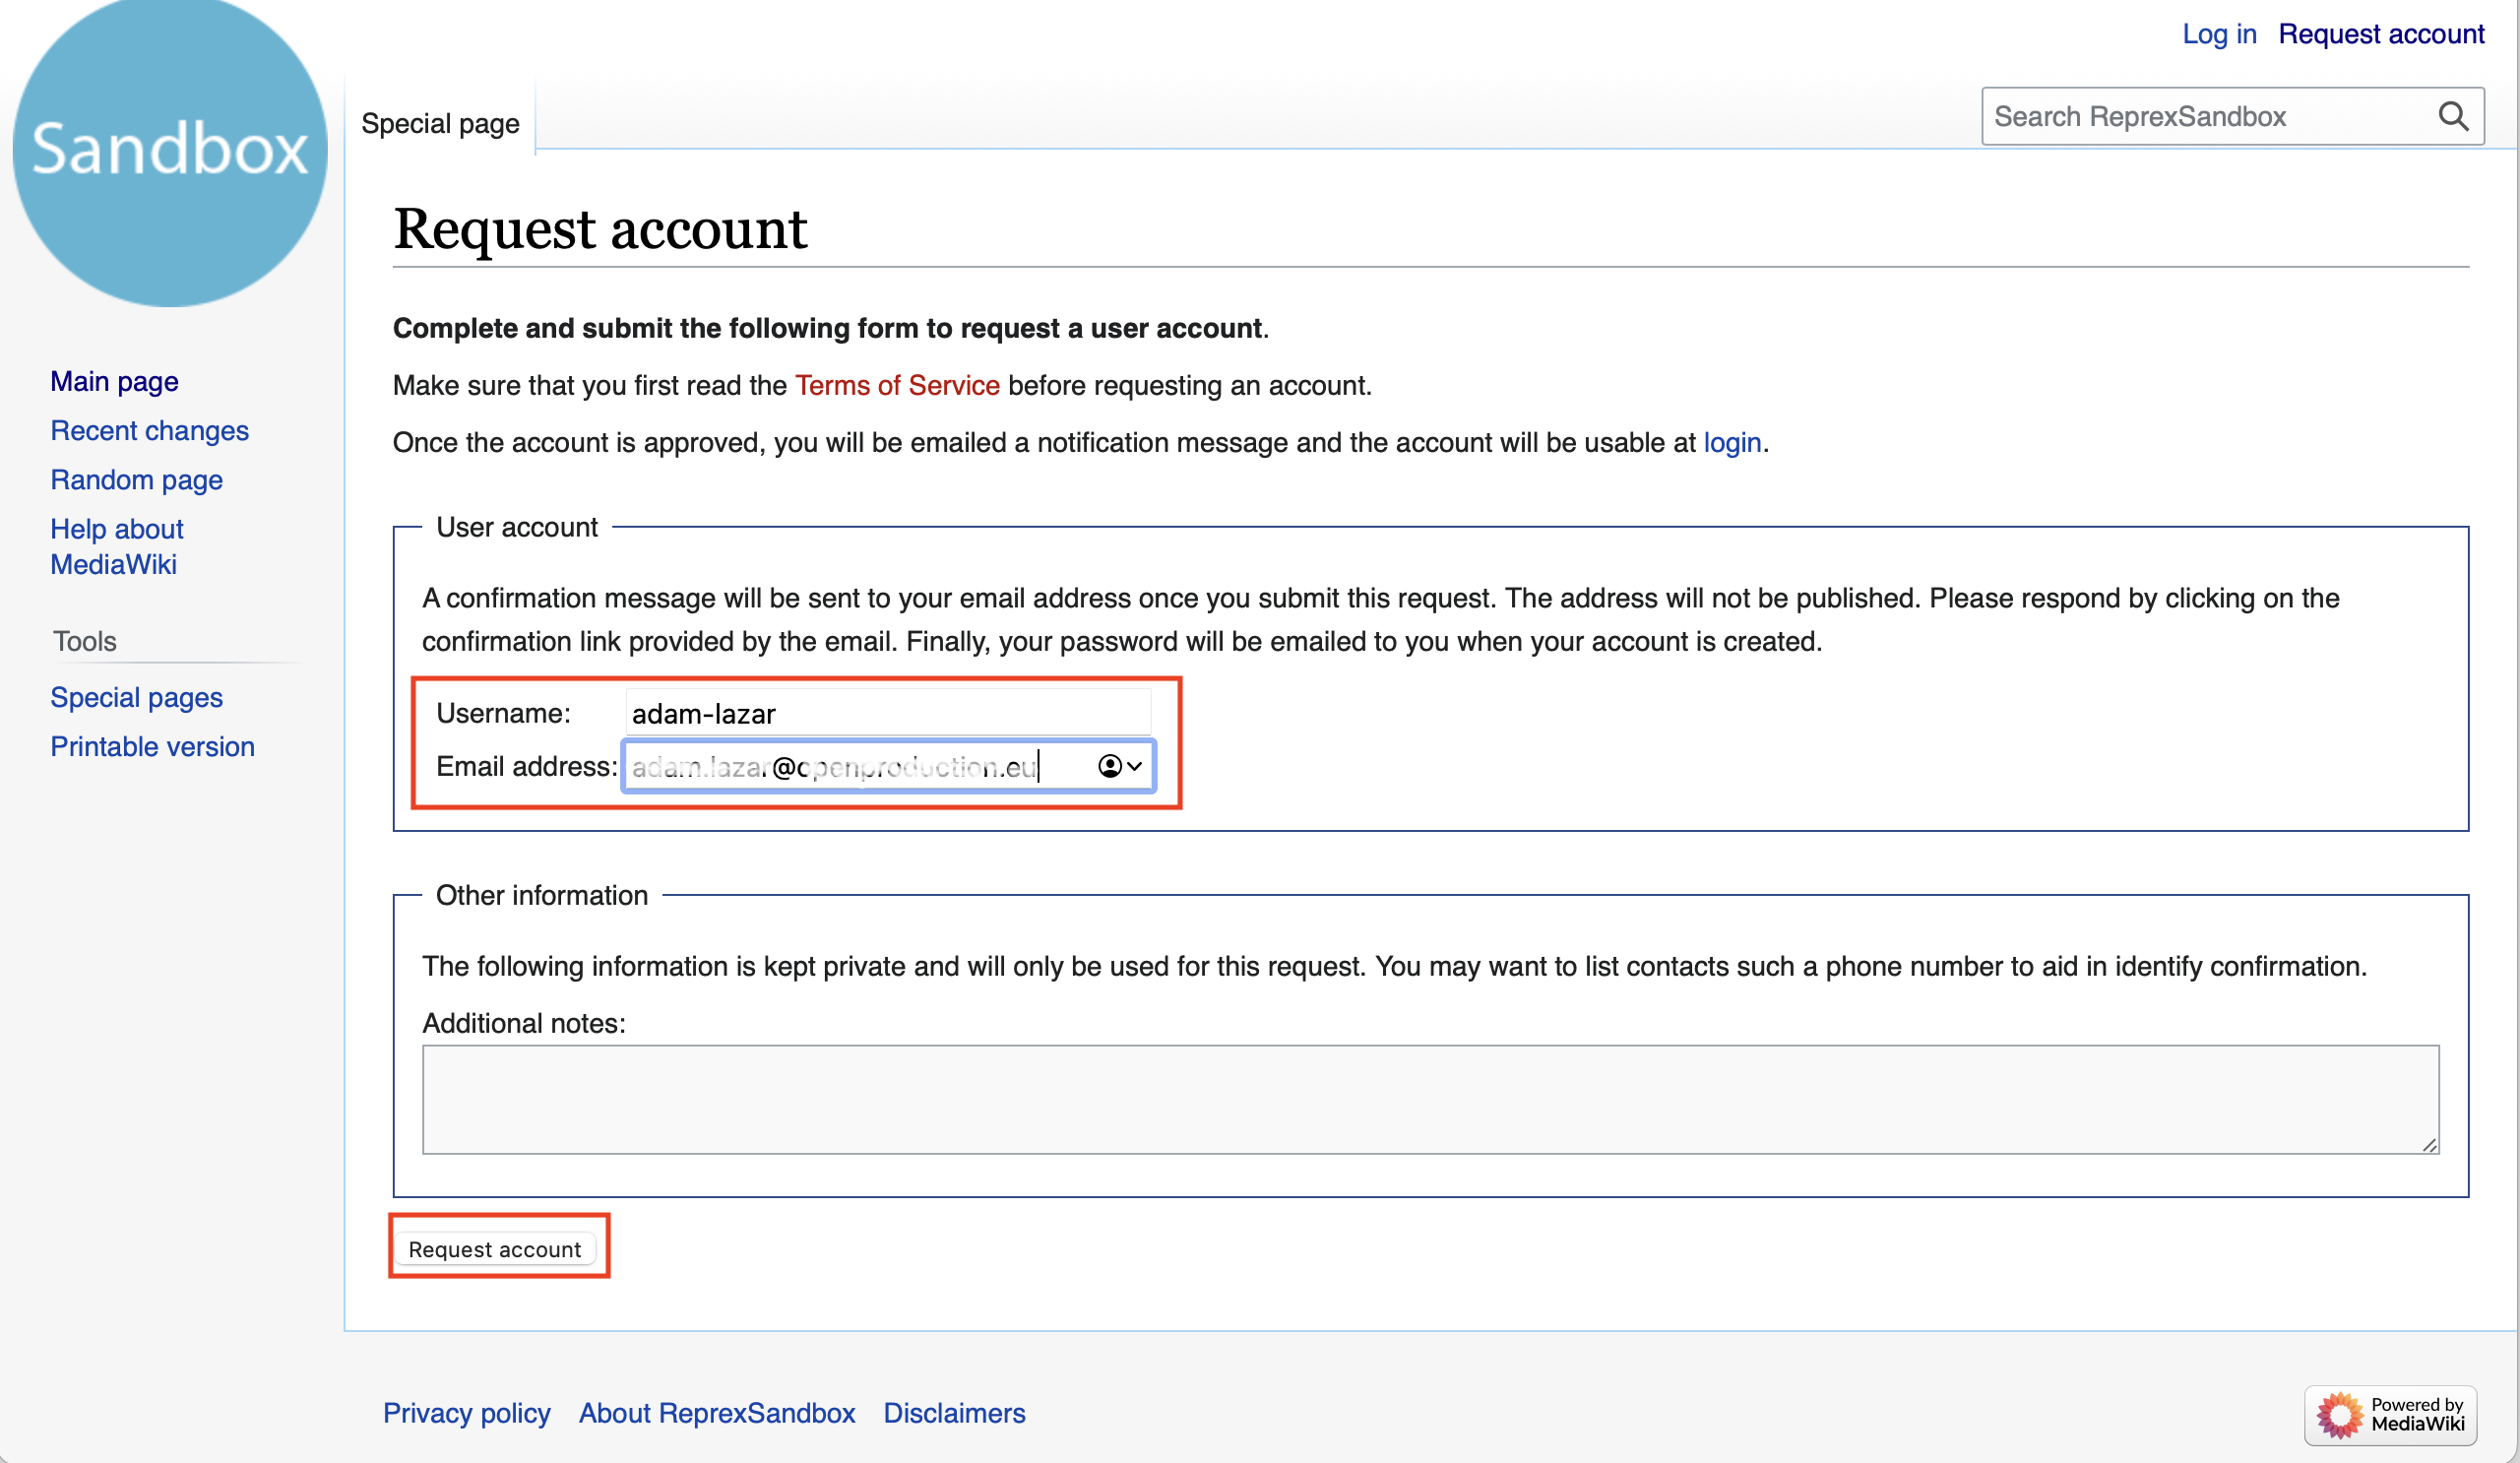 Sandbox
Log in Request account
Special page
Search ReprexSandbox
Request account
Complete and submit the following form to request a user account.
Make sure that you first read the Terms of Service before requesting an account.
Once the account is approved, you will be emailed a notification message and the account will be usable at login.
Main page
Recent changes
Random page
Help about
MediaWiki
Tools
Special pages
Printable version
User account
A confirmation message will be sent to your email address once you submit this request. The address will not be published. Please respond by clicking on the
confirmation link provided by the email. Finally, your password will be emailed to you when your account is created.
Username: adam-lazar
Email address:
Other information
The following information is kept private and will only be used for this request. You may want to list contacts such a phone number to aid in identify confirmation.
Additional notes:
Request account
Privacy policy About ReprexSandbox Disclaimers
Powered by
MediaWiki